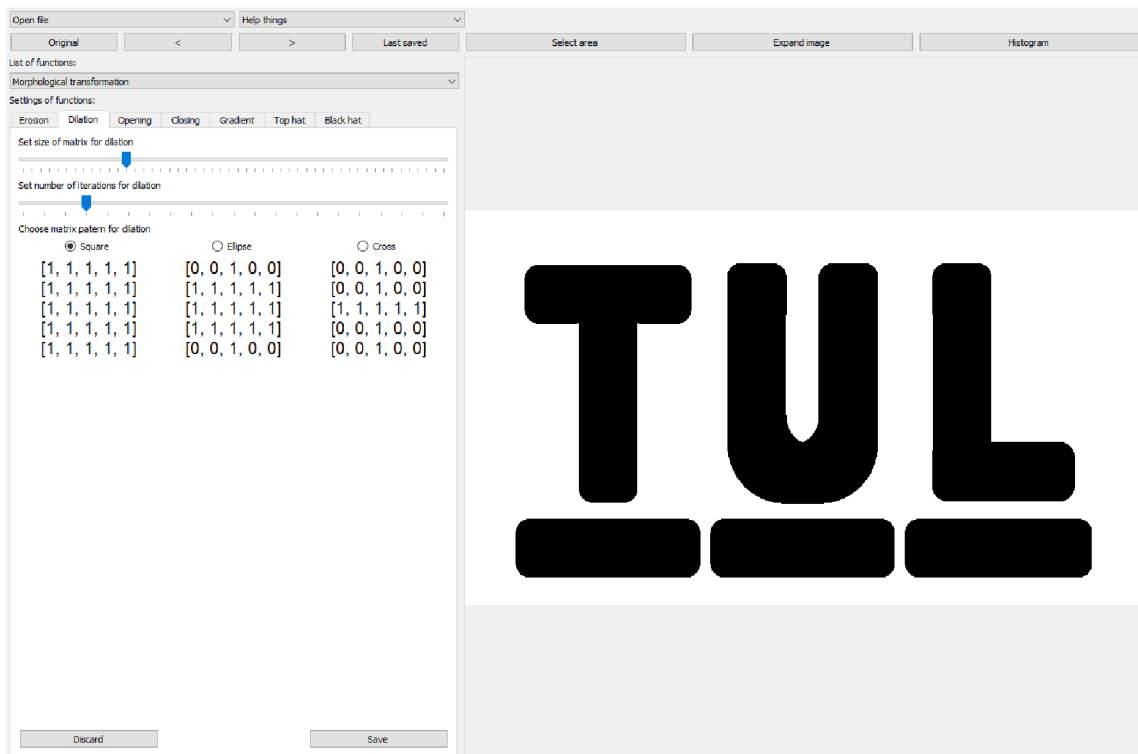 Open file Help things
Original < > Last saved Select area Expand image Histogram
List of functions:
Morphological transformation
Settings of functions:
Erosion Dilation Opening Closing Gradient Top hat Black hat
Set size of matrix for dilation
Set number of iterations for dilation
Choose matrix patern for dilation
Square Elipse Cross
[1, 1, 1, 1, 1] [0, 0, 1, 0, 0] [0, 0, 1, 0, 0]
[1, 1, 1, 1, 1] [1, 1, 1, 1, 1] [0, 0, 1, 0, 0]
[1, 1, 1, 1, 1] [1, 1, 1, 1, 1] [1, 1, 1, 1, 1]
[1, 1, 1, 1, 1] [1, 1, 1, 1, 1] [0, 0, 1, 0, 0]
[1, 1, 1, 1, 1] [0, 0, 1, 0, 0] [0, 0, 1, 0, 0]
Discard Save
TUL